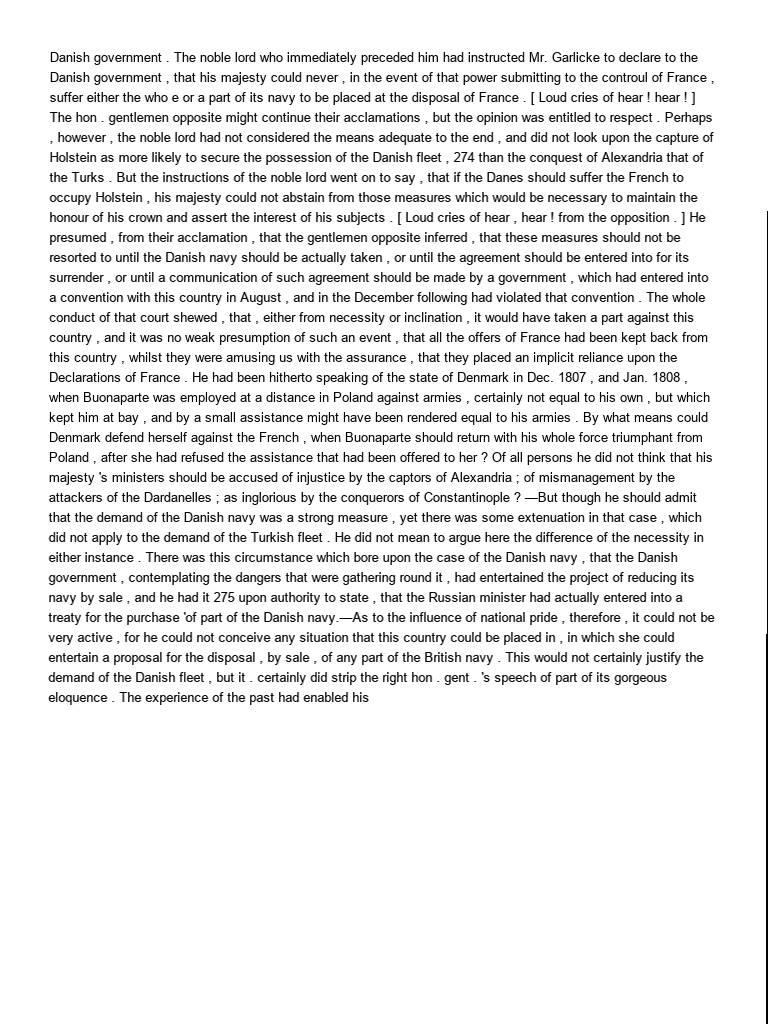 Danish government . The noble lord who immediately preceded him had instructed Mr. Garlicke to declare to the
Danish government , that his majesty could never , in the event of that power submitting to the controul of France ,
suffer either the who e or a part of its navy to be placed at the disposal of France . [ Loud cries of hear ! hear ! ]
The hon . gentlemen opposite might continue their acclamations , but the opinion was entitled to respect . Perhaps
, however , the noble lord had not considered the means adequate to the end , and did not look upon the capture of
Holstein as more likely to secure the possession of the Danish fleet , 274 than the conquest of Alexandria that of
the Turks . But the instructions of the noble lord went on to say , that if the Danes should suffer the French to
occupy Holstein , his majesty could not abstain from those measures which would be necessary to maintain the
honour of his crown and assert the interest of his subjects . [ Loud cries of hear , hear ! from the opposition . ] He
presumed , from their acclamation , that the gentlemen opposite inferred , that these measures should not be
resorted to until the Danish navy should be actually taken , or until the agreement should be entered into for its
surrender , or until a communication of such agreement should be made by a government , which had entered into
a convention with this country in August , and in the December following had violated that convention . The whole
conduct of that court shewed , that , either from necessity or inclination , it would have taken a part against this
country , and it was no weak presumption of such an event , that all the offers of France had been kept back from
this country , whilst they were amusing us with the assurance , that they placed an implicit reliance upon the
Declarations of France . He had been hitherto speaking of the state of Denmark in Dec. 1807 , and Jan. 1808 ,
when Buonaparte was employed at a distance in Poland against armies , certainly not equal to his own , but which
kept him at bay , and by a small assistance might have been rendered equal to his armies . By what means could
Denmark defend herself against the French , when Buonaparte should return with his whole force triumphant from
Poland , after she had refused the assistance that had been offered to her ? Of all persons he did not think that his
majesty 's ministers should be accused of injustice by the captors of Alexandria ; of mismanagement by the
attackers of the Dardanelles ; as inglorious by the conquerors of Constantinople ? —But though he should admit
that the demand of the Danish navy was a strong measure , yet there was some extenuation in that case , which
did not apply to the demand of the Turkish fleet . He did not mean to argue here the difference of the necessity in
either instance . There was this circumstance which bore upon the case of the Danish navy , that the Danish
government , contemplating the dangers that were gathering round it , had entertained the project of reducing its
navy by sale , and he had it 275 upon authority to state , that the Russian minister had actually entered into a
treaty for the purchase 'of part of the Danish navy.—As to the influence of national pride , therefore , it could not be
very active , for he could not conceive any situation that this country could be placed in , in which she could
entertain a proposal for the disposal , by sale , of any part of the British navy . This would not certainly justify the
demand of the Danish fleet , but it . certainly did strip the right hon . gent . 's speech of part of its gorgeous
eloquence . The experience of the past had enabled his